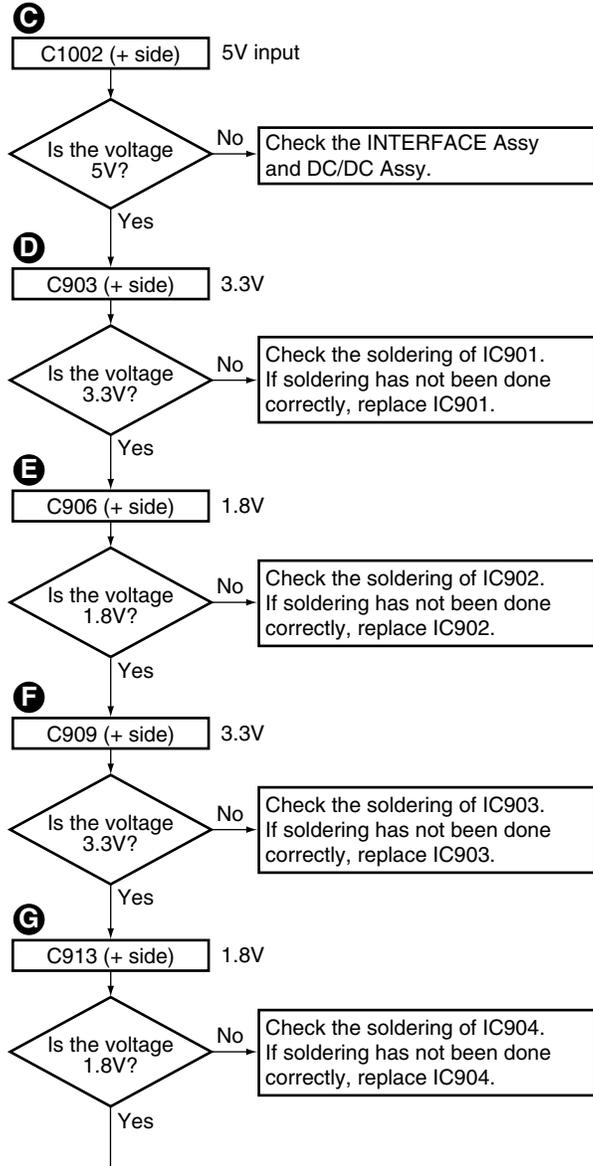 C
C1002 (+ side) 5V input
Is the voltage
5V?
No
Check the INTERFACE Assy
and DC/DC Assy.
Yes
D
C903 (+ side) 3.3V
Is the voltage
3.3V?
No
Check the soldering of IC901.
If soldering has not been done
correctly, replace IC901.
Yes
E
C906 (+ side) 1.8V
Is the voltage
1.8V?
No
Check the soldering of IC902.
If soldering has not been done
correctly, replace IC902.
Yes
F
C909 (+ side) 3.3V
Is the voltage
3.3V?
No
Check the soldering of IC903.
If soldering has not been done
correctly, replace IC903.
Yes
G
C913 (+ side) 1.8V
Is the voltage
1.8V?
No
Check the soldering of IC904.
If soldering has not been done
correctly, replace IC904.
Yes